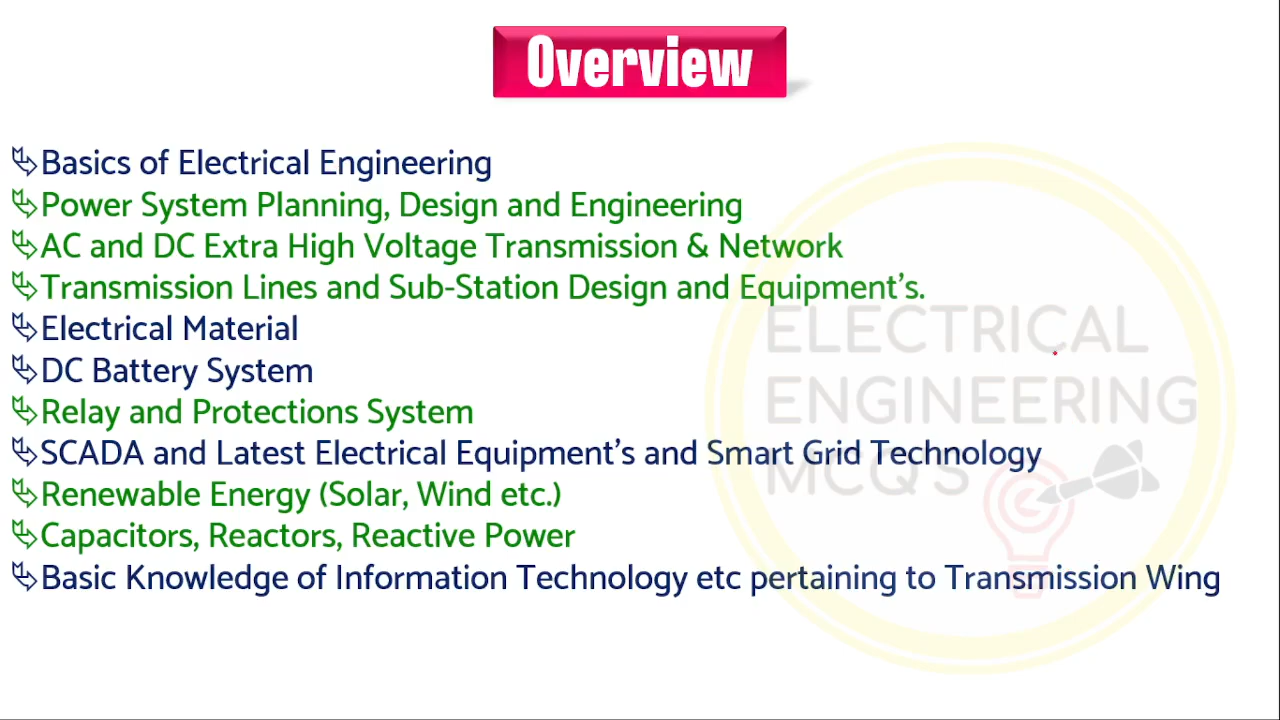 Overview
Basics of Electrical Engineering
Power System Planning, Design and Engineering
AC and DC Extra High Voltage Transmission & Network
Transmission Lines and Sub-Station Design and Equipment's.
Electrical Material
DC Battery System
Relay and Protections System
SCADA and Latest Electrical Equipment's and Smart Grid Technology
Renewable Energy (Solar, Wind etc.)
Capacitors, Reactors, Reactive Power
Basic Knowledge of Information Technology etc pertaining to Transmission Wing
ELECTRICAL
ENGINEERING
MCQ'S